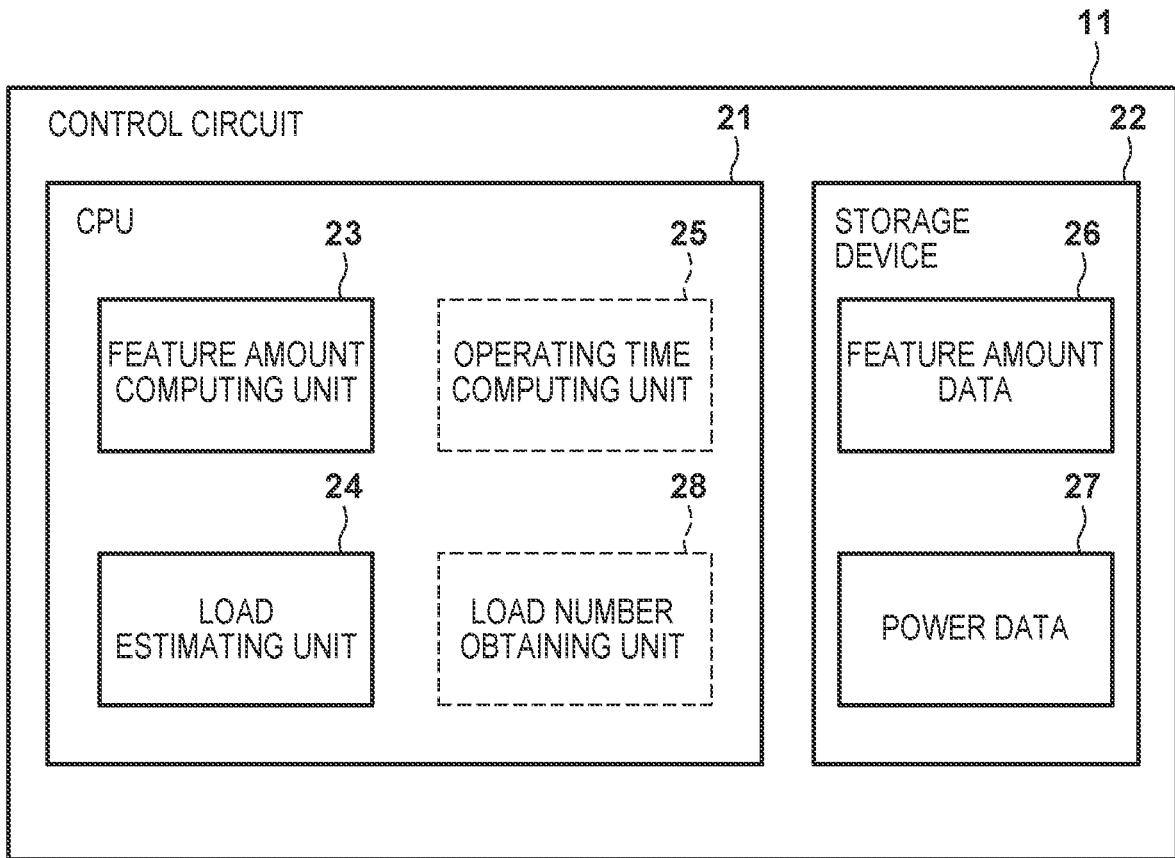 11
CONTROL CIRCUIT
21
22
CPU
23
25
STORAGE
DEVICE
26
FEATURE AMOUNT
COMPUTING UNIT
OPERATING TIME
COMPUTING UNIT
FEATURE AMOUNT
DATA
24
28
27
LOAD
ESTIMATING UNIT
LOAD NUMBER
OBTAINING UNIT
POWER DATA